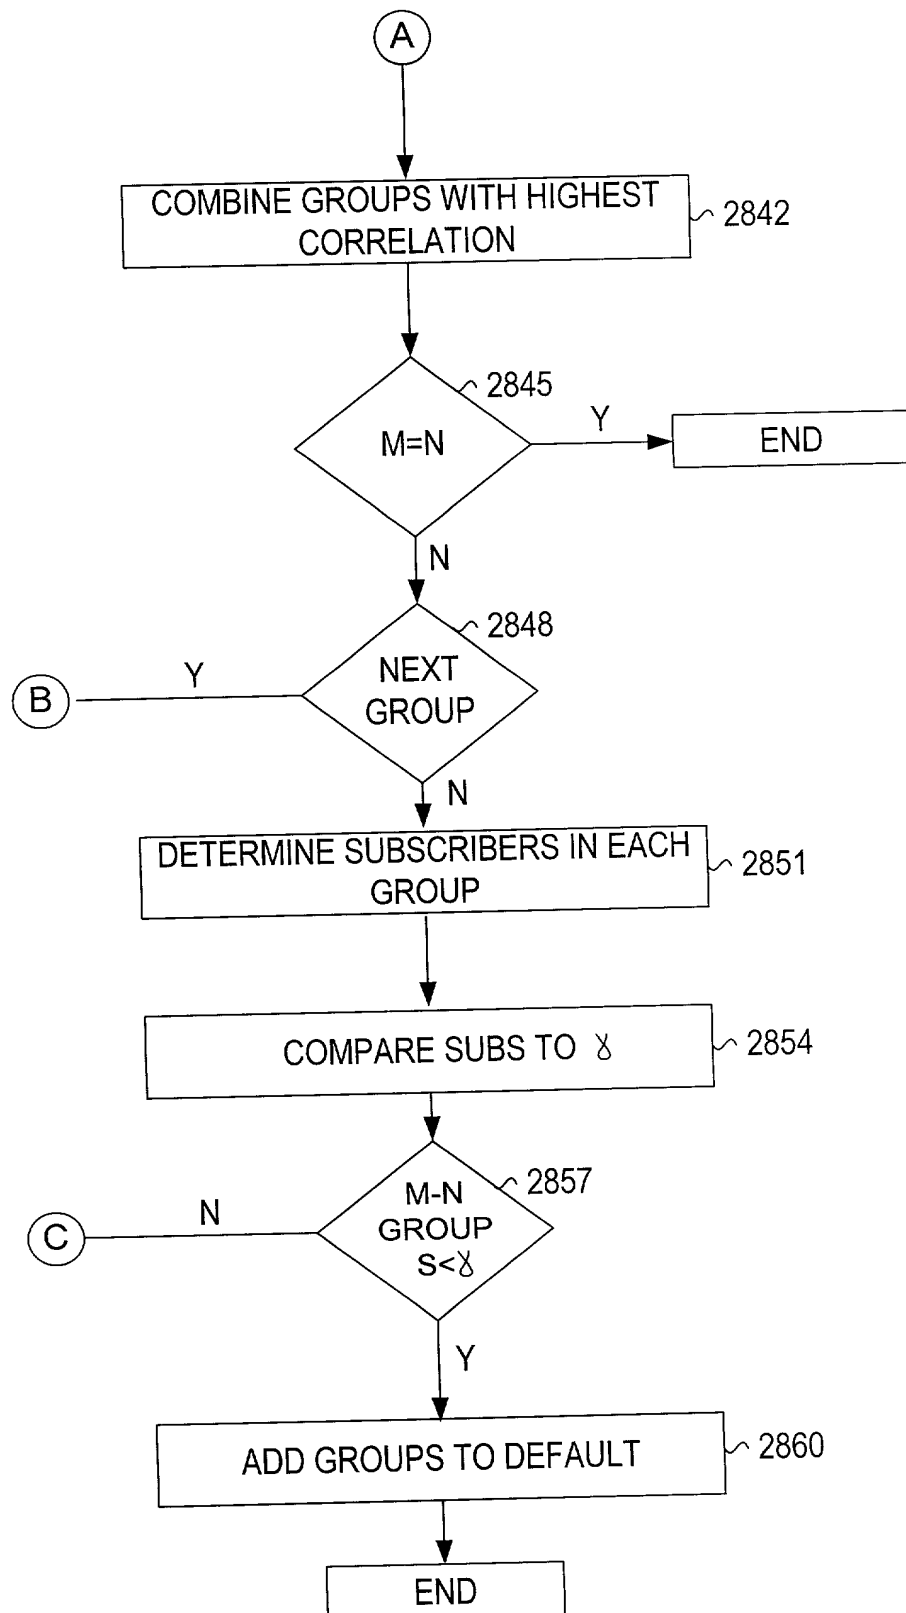 A
COMBINE GROUPS WITH HIGHEST
CORRELATION
2842
2845
M=N
Y
END
N
2848
NEXT
GROUP
Y
B
N
DETERMINE SUBSCRIBERS IN EACH
GROUP
2851
COMPARE SUBS TO ɣ
2854
2857
M-N
GROUP
S<ɣ
N
C
Y
ADD GROUPS TO DEFAULT
2860
END